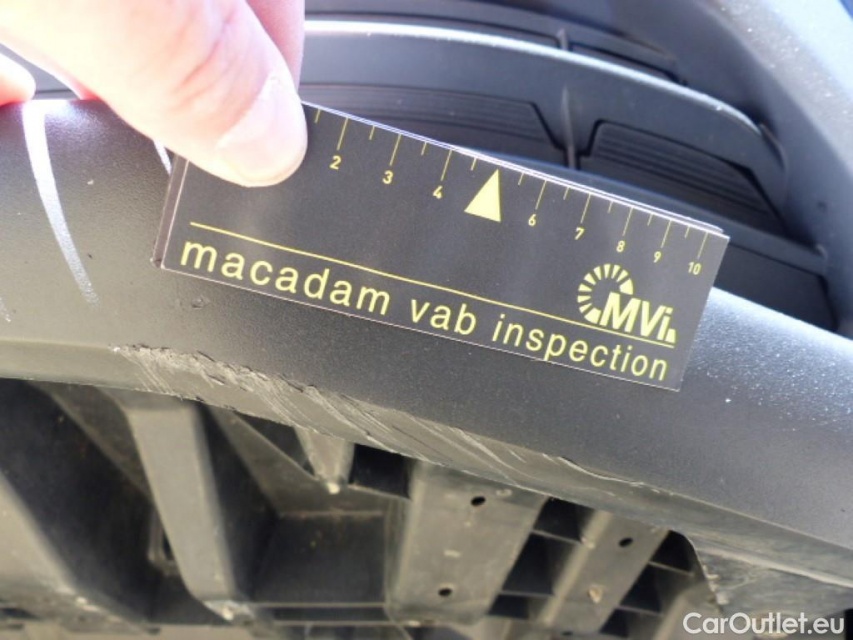 2 3 4 6 7 8 9 10
MVi
macadam vab inspection
CarOutlet.eu